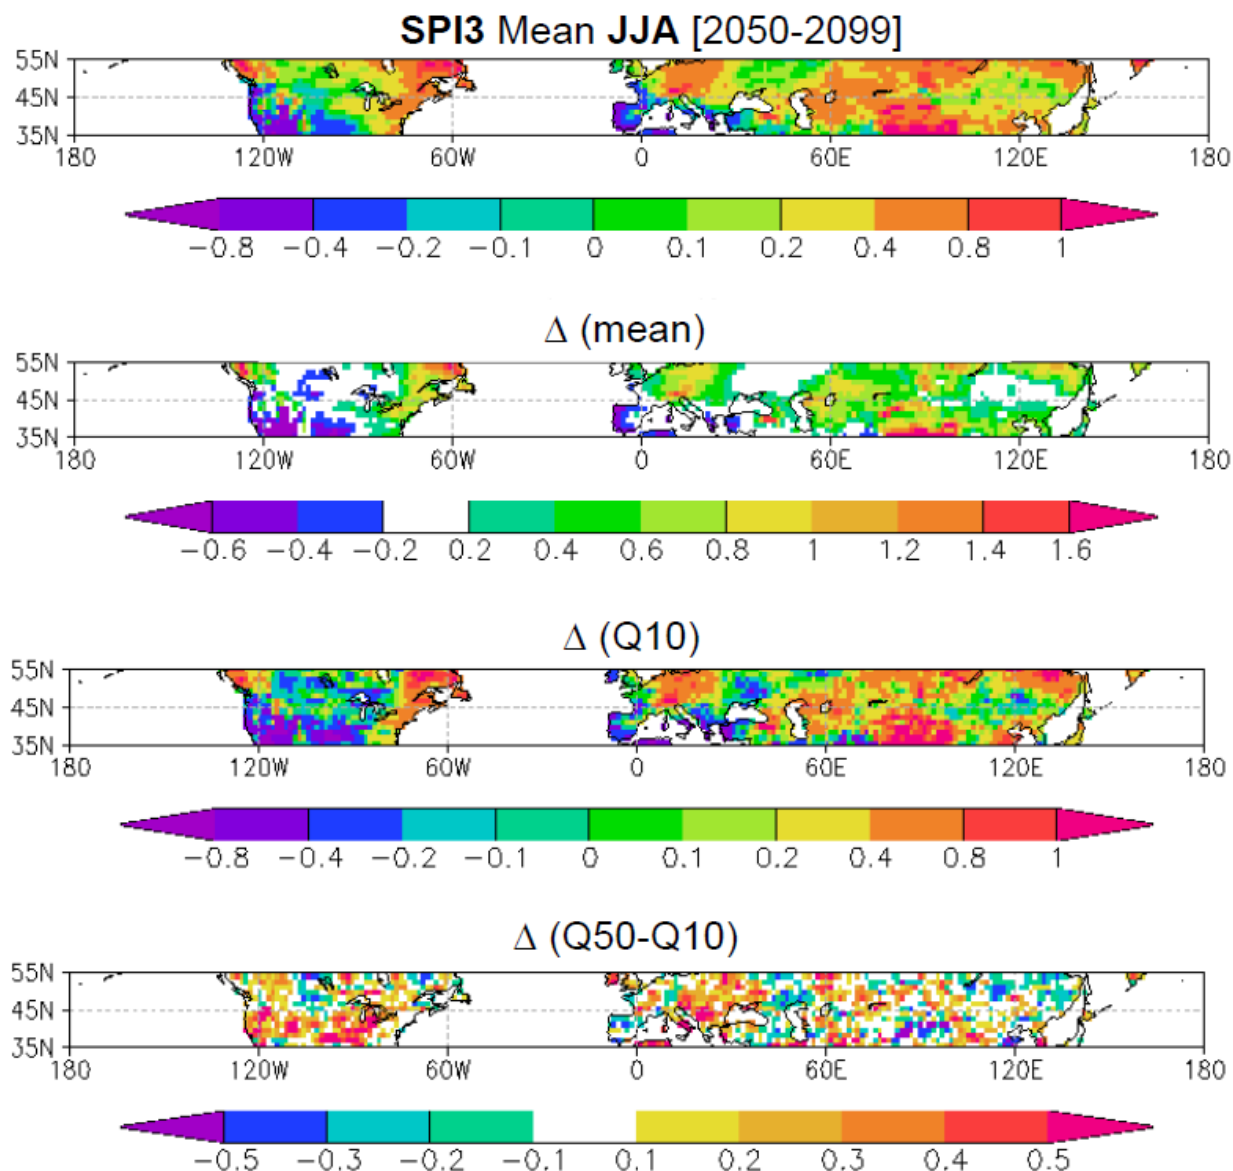 SPI3 Mean JJA [2050-2099]
55N
45N
35N
180 120W 60W 0 60E 120E 180
−0.8 −0.4 −0.2 −0.1 0 0.1 0.2 0.4 0.8 1
Δ (mean)
55N
45N
35N
180 120W 60W 0 60E 120E 180
−0.6 −0.4 −0.2 0.2 0.4 0.6 0.8 1 1.2 1.4 1.6
Δ (Q10)
55N
45N
35N
180 120W 60W 0 60E 120E 180
−0.8 −0.4 −0.2 −0.1 0 0.1 0.2 0.4 0.8 1
Δ (Q50-Q10)
55N
45N
35N
180 120W 60W 0 60E 120E 180
−0.5 −0.3 −0.2 −0.1 0.1 0.2 0.3 0.4 0.5